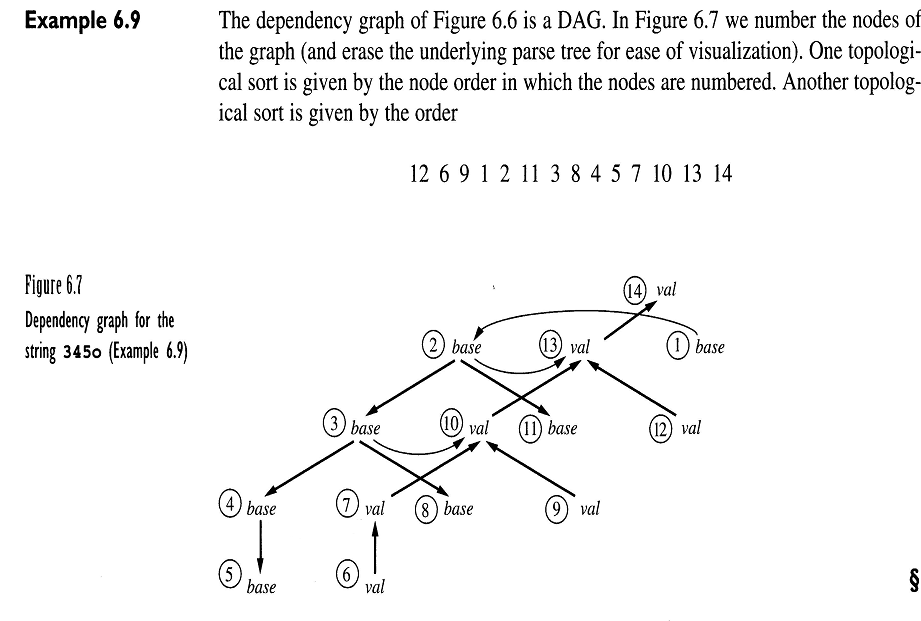 Example 6.9
The dependency graph of Figure 6.6 is a DAG. In Figure 6.7 we number the nodes of
the graph (and erase the underlying parse tree for ease of visualization). One topologi-
cal sort is given by the node order in which the nodes are numbered. Another topolog-
ical sort is given by the order
12 6 9 1 2 11 3 8 4 5 7 10 13 14
Figure 6.7
Dependency graph for the
string 345o (Example 6.9)
14 val
2 base 13 val 1 base
3 base 10 val 11 base 12 val
4 base 7 val 8 base 9 val
5 base 6 val
§